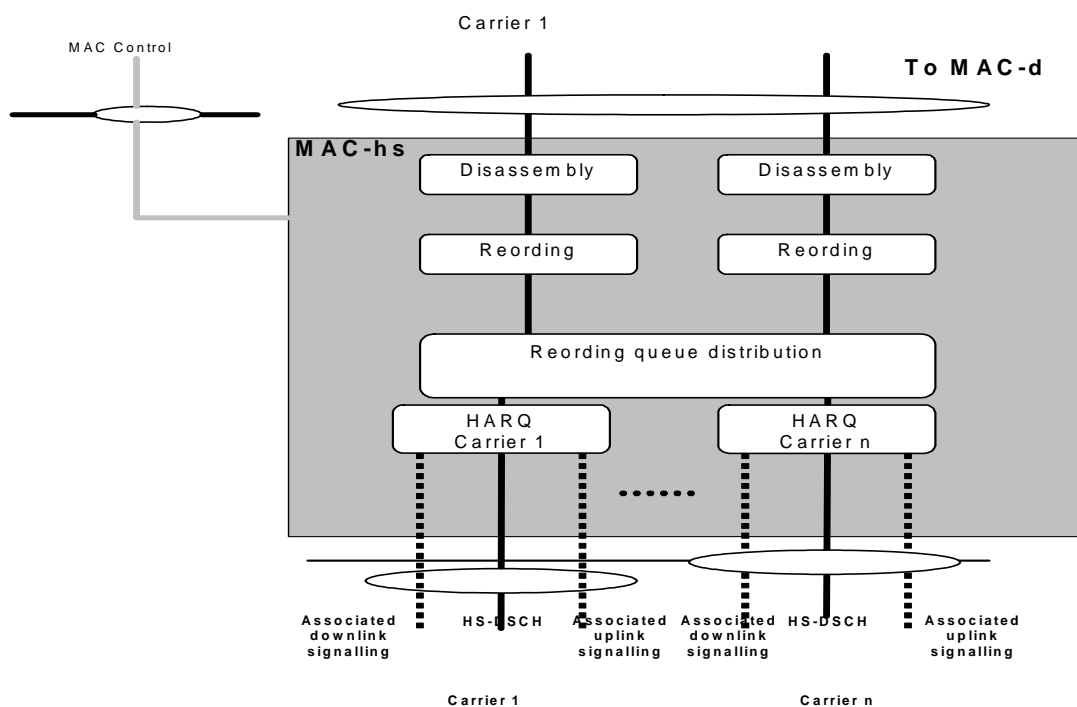 Carrier 1
MAC Control
To MAC-d
MAC-hs
Disassembly
Disassembly
Reording
Reording
Reording queue distribution
HARQ
Carrier 1
HARQ
Carrier n
Associated
downlink
signalling
HS-DSCH
Associated
uplink
signalling
Associated
downlink
signalling
HS-DSCH
Associated
uplink
signalling
Carrier 1
Carrier n